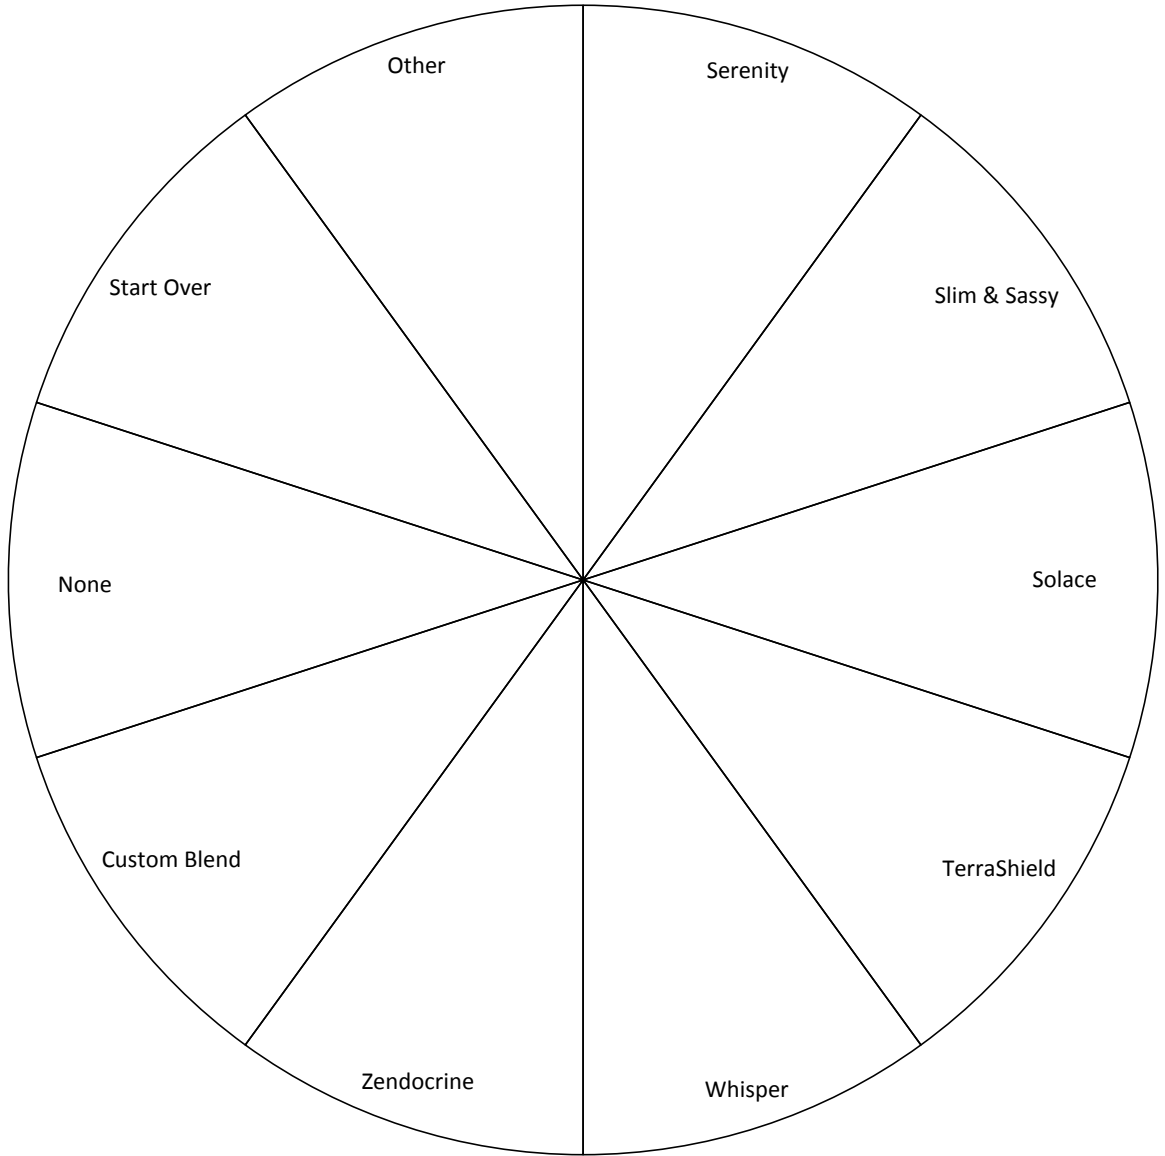 Other
Serenity
Start Over
Slim & Sassy
None
Solace
Custom Blend
TerraShield
Zendocrine
Whisper